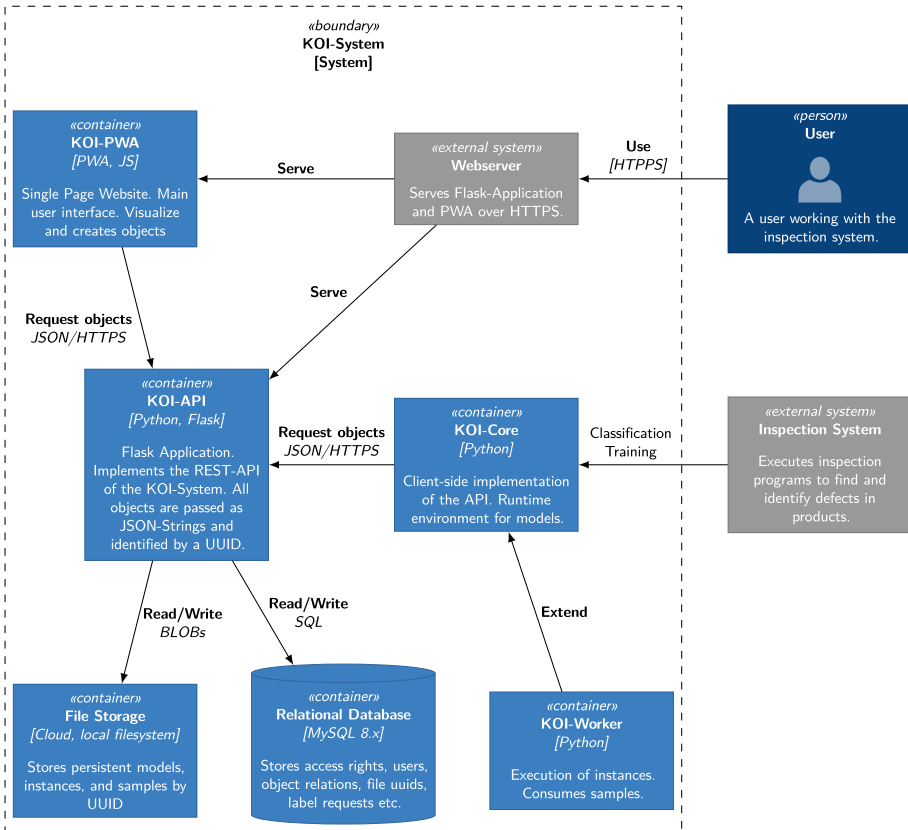 «boundary»
KOI-System
[System]
«container»
KOI-PWA
[PWA, JS]
Single Page Website. Main
user interface. Visualize
and creates objects
Serve
«external system»
Webserver
Serves Flask-Application
and PWA over HTTPS.
Use
[HTPPS]
«person»
User
A user working with the
inspection system.
Request objects
JSON/HTTPS
Serve
«container»
KOI-API
[Python, Flask]
Flask Application.
Implements the REST-API
of the KOI-System. All
objects are passed as
JSON-Strings and
identified by a UUID.
Request objects
JSON/HTTPS
«container»
KOI-Core
[Python]
Client-side implementation
of the API. Runtime
environment for models.
Classification
Training
«external system»
Inspection System
Executes inspection
programs to find and
identify defects in
products.
Read/Write
BLOBs
Read/Write
SQL
Extend
«container»
File Storage
[Cloud, local filesystem]
Stores persistent models,
instances, and samples by
UUID
«container»
Relational Database
[MySQL 8.x]
Stores access rights, users,
object relations, file uuids,
label requests etc.
«container»
KOI-Worker
[Python]
Execution of instances.
Consumes samples.